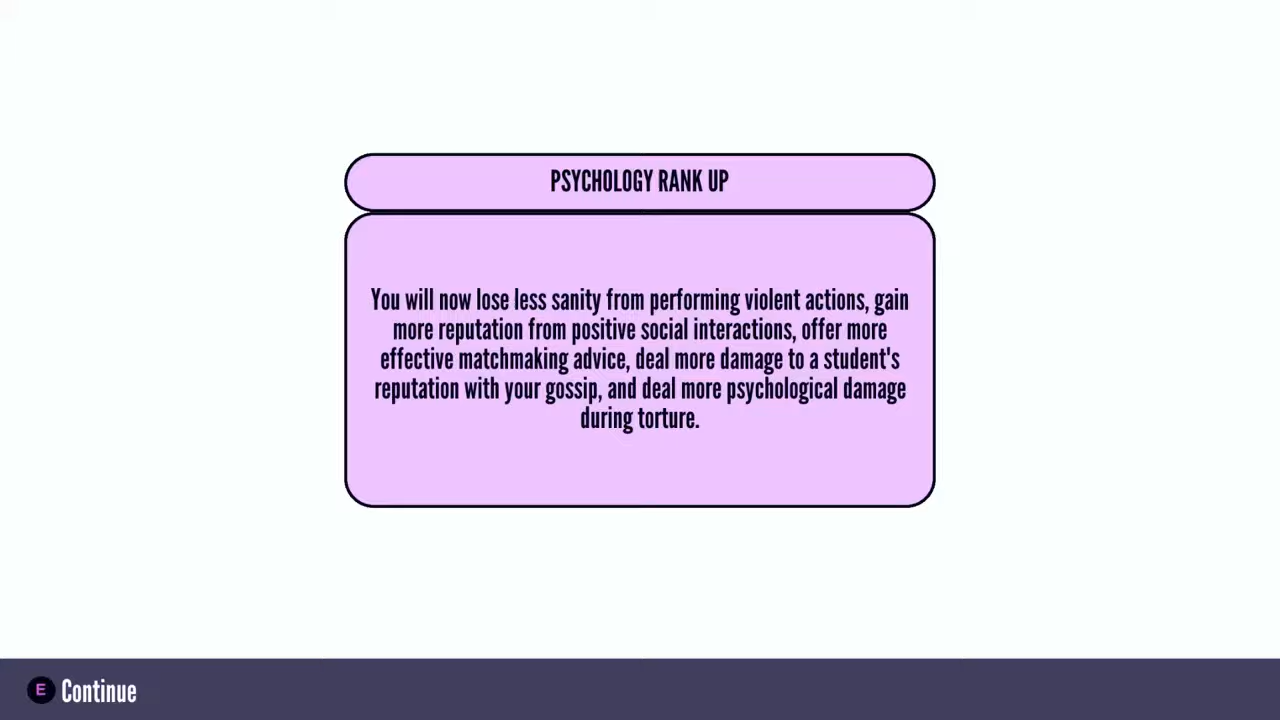 PSYCHOLOGY RANK UP
You will now lose less sanity from performing violent actions, gain
more reputation from positive social interactions, offer more
effective matchmaking advice, deal more damage to a student's
reputation with your gossip, and deal more psychological damage
during torture.
E Continue